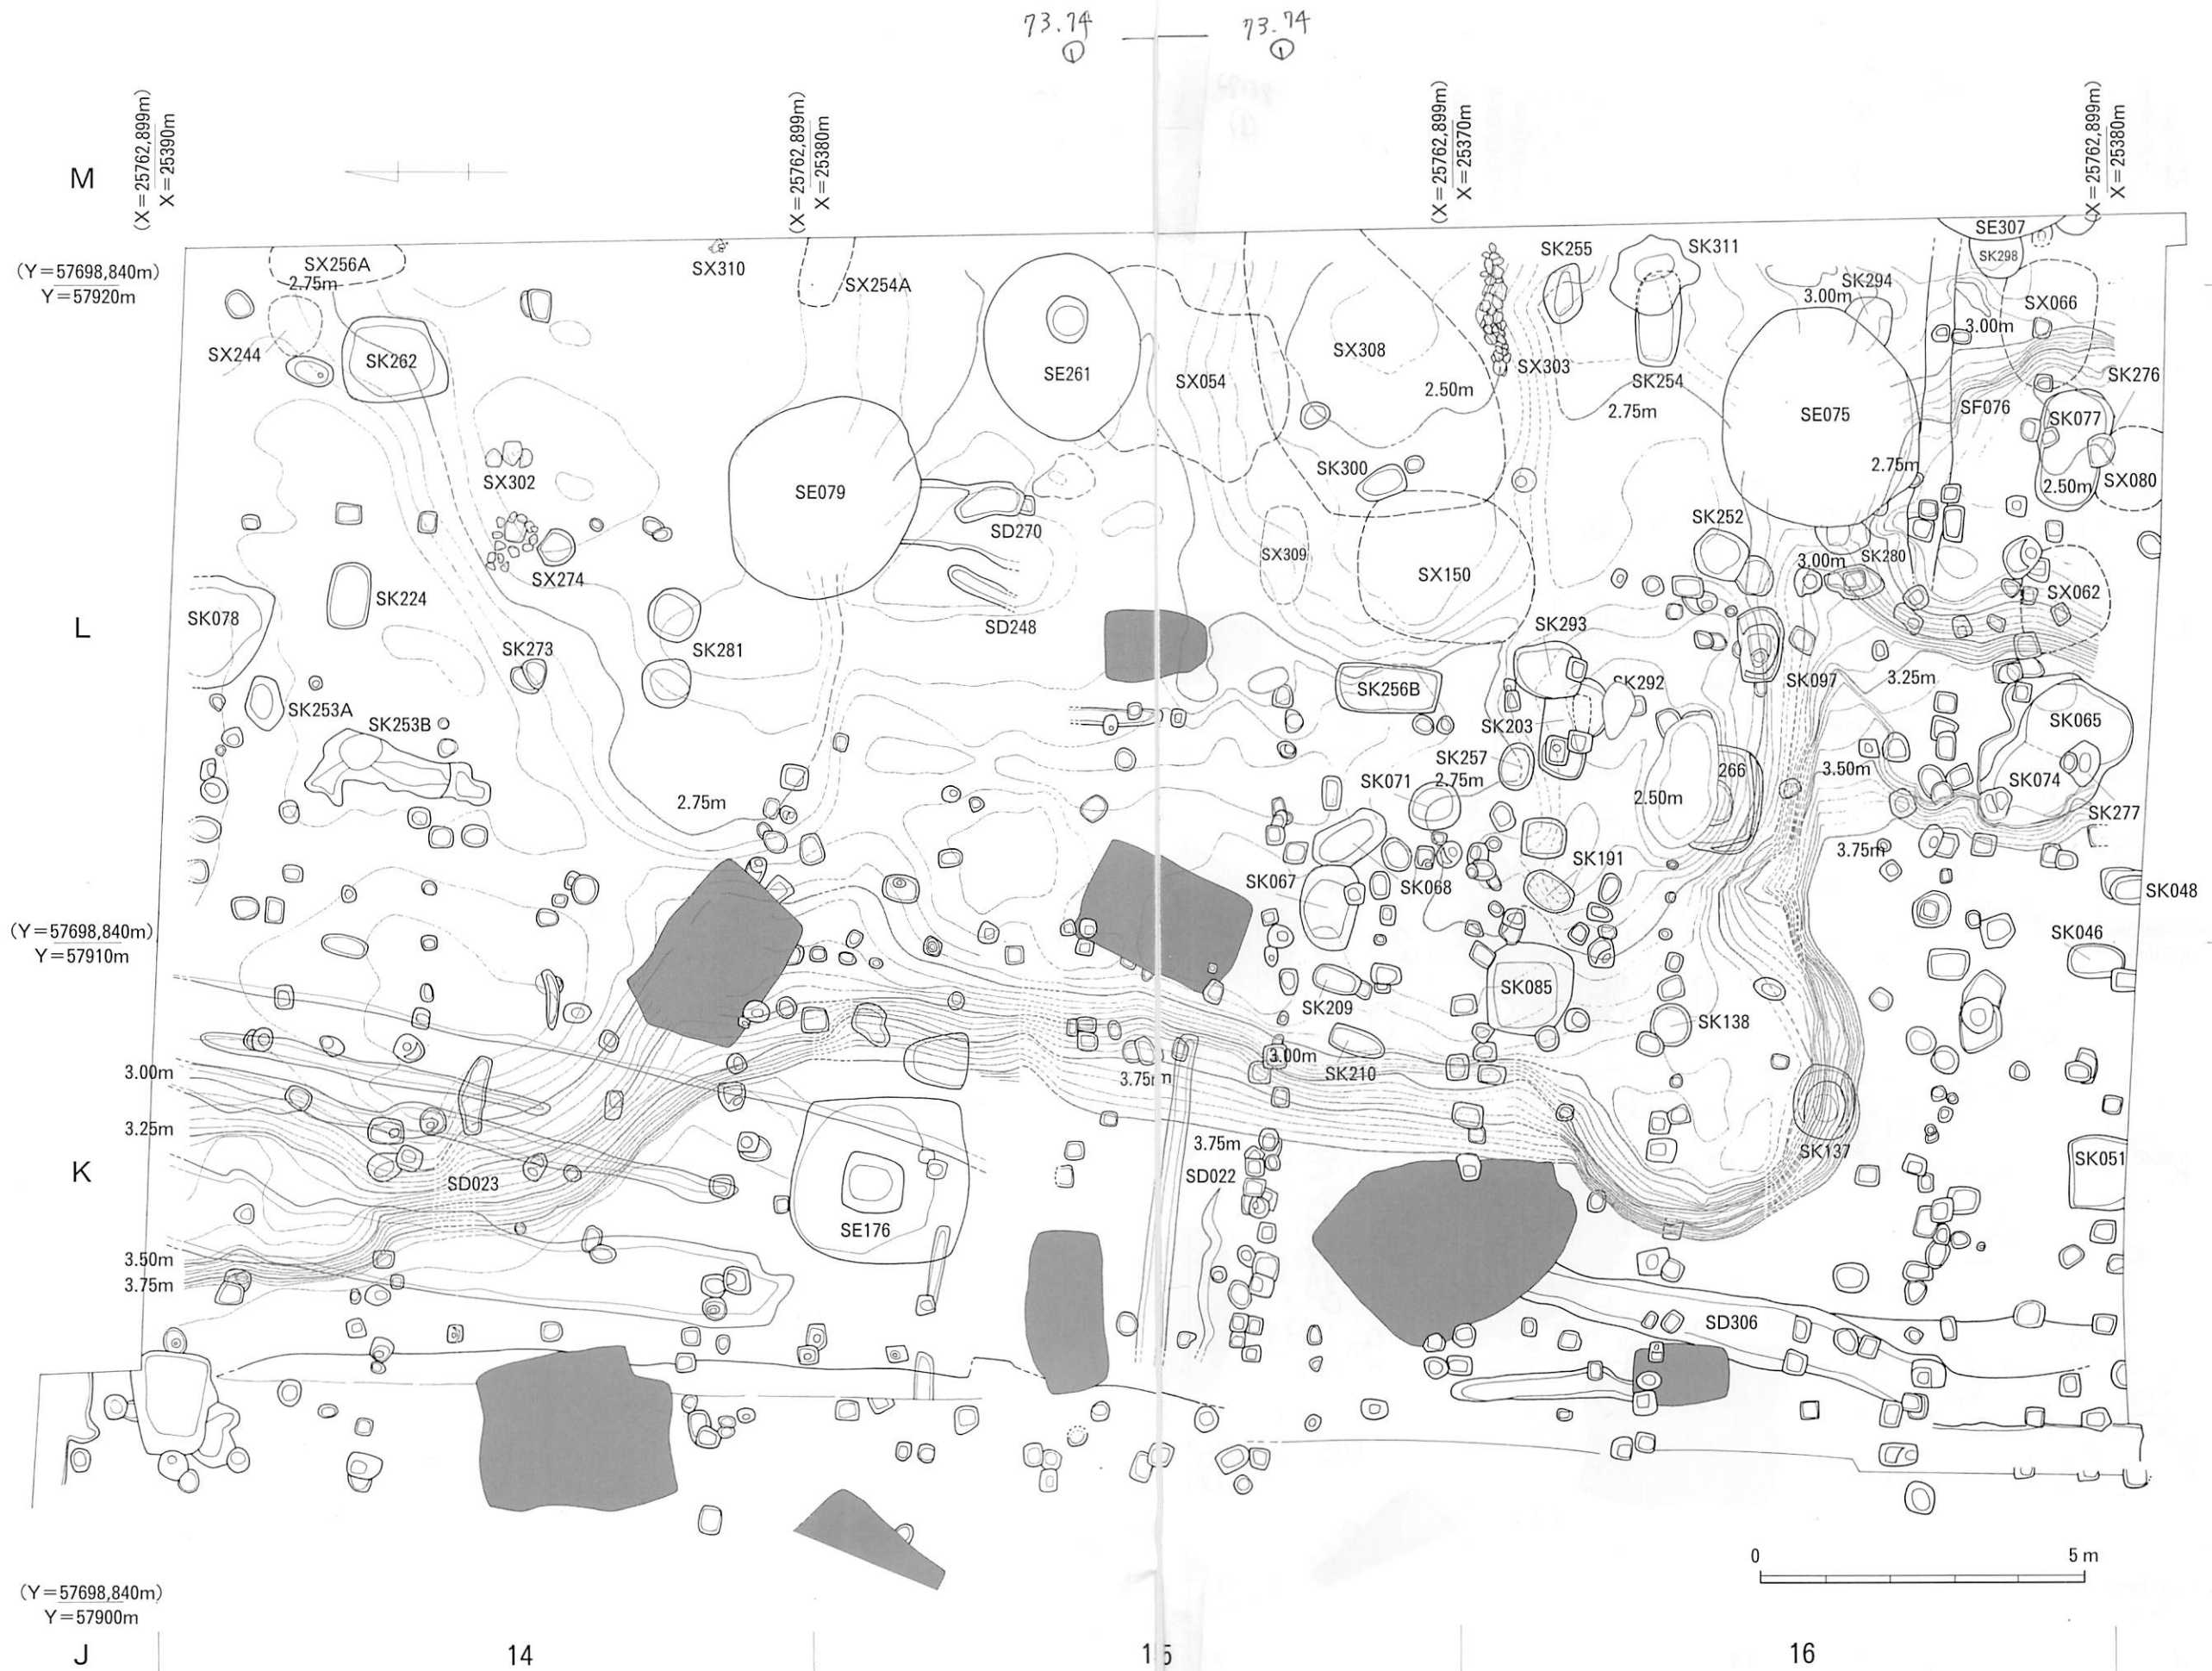 73.74
①
73.74
①
(X=25762,899m)
X=25390m
(X=25762,899m)
X=25380m
(X=25762,899m)
X=25370m
(X=25762,899m)
X=25380m
M
(Y=57698,840m)
Y=57920m
SX256A
2.75m
SX310
SX254A
SK255
SK311
SE307
SK298
SK294
3.00m
SX066
3.00m
SX244
SK262
SE261
SX054
SX308
2.50m
SX303
SK254
2.75m
SE075
SF076
SK276
SK077
SX302
SE079
SK300
2.75m
2.50m
SX080
SD270
SK252
SX274
SX309
SX150
3.00m
SK280
SX062
SK078
SK224
SD248
L
SK273
SK281
SK293
SK256B
SK292
SK097
3.25m
SK253A
SK253B
SK203
SK065
SK257
SK071
2.75m
266
3.50m
SK074
2.75m
2.50m
SK277
SK191
3.75m
SK067
SK068
SK048
(Y=57698,840m)
Y=57910m
SK046
SK085
SK209
SK138
3.00m
3.75m
3.00m
SK210
3.25m
3.75m
SK137
K
SD023
SD022
SK051
SE176
3.50m
3.75m
SD306
0 5m
(Y=57698,840m)
Y=57900m
J
14
15
16